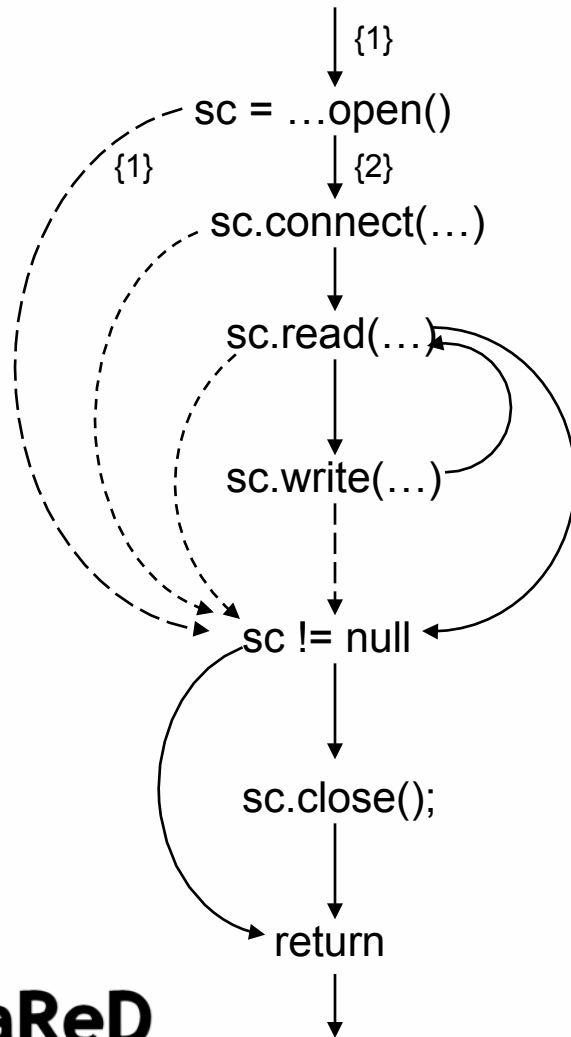 {1}
sc = …open()
{1}
{2}
sc.connect(…)
sc.read(…)
sc.write(…)
sc != null
sc.close();
return
aReD